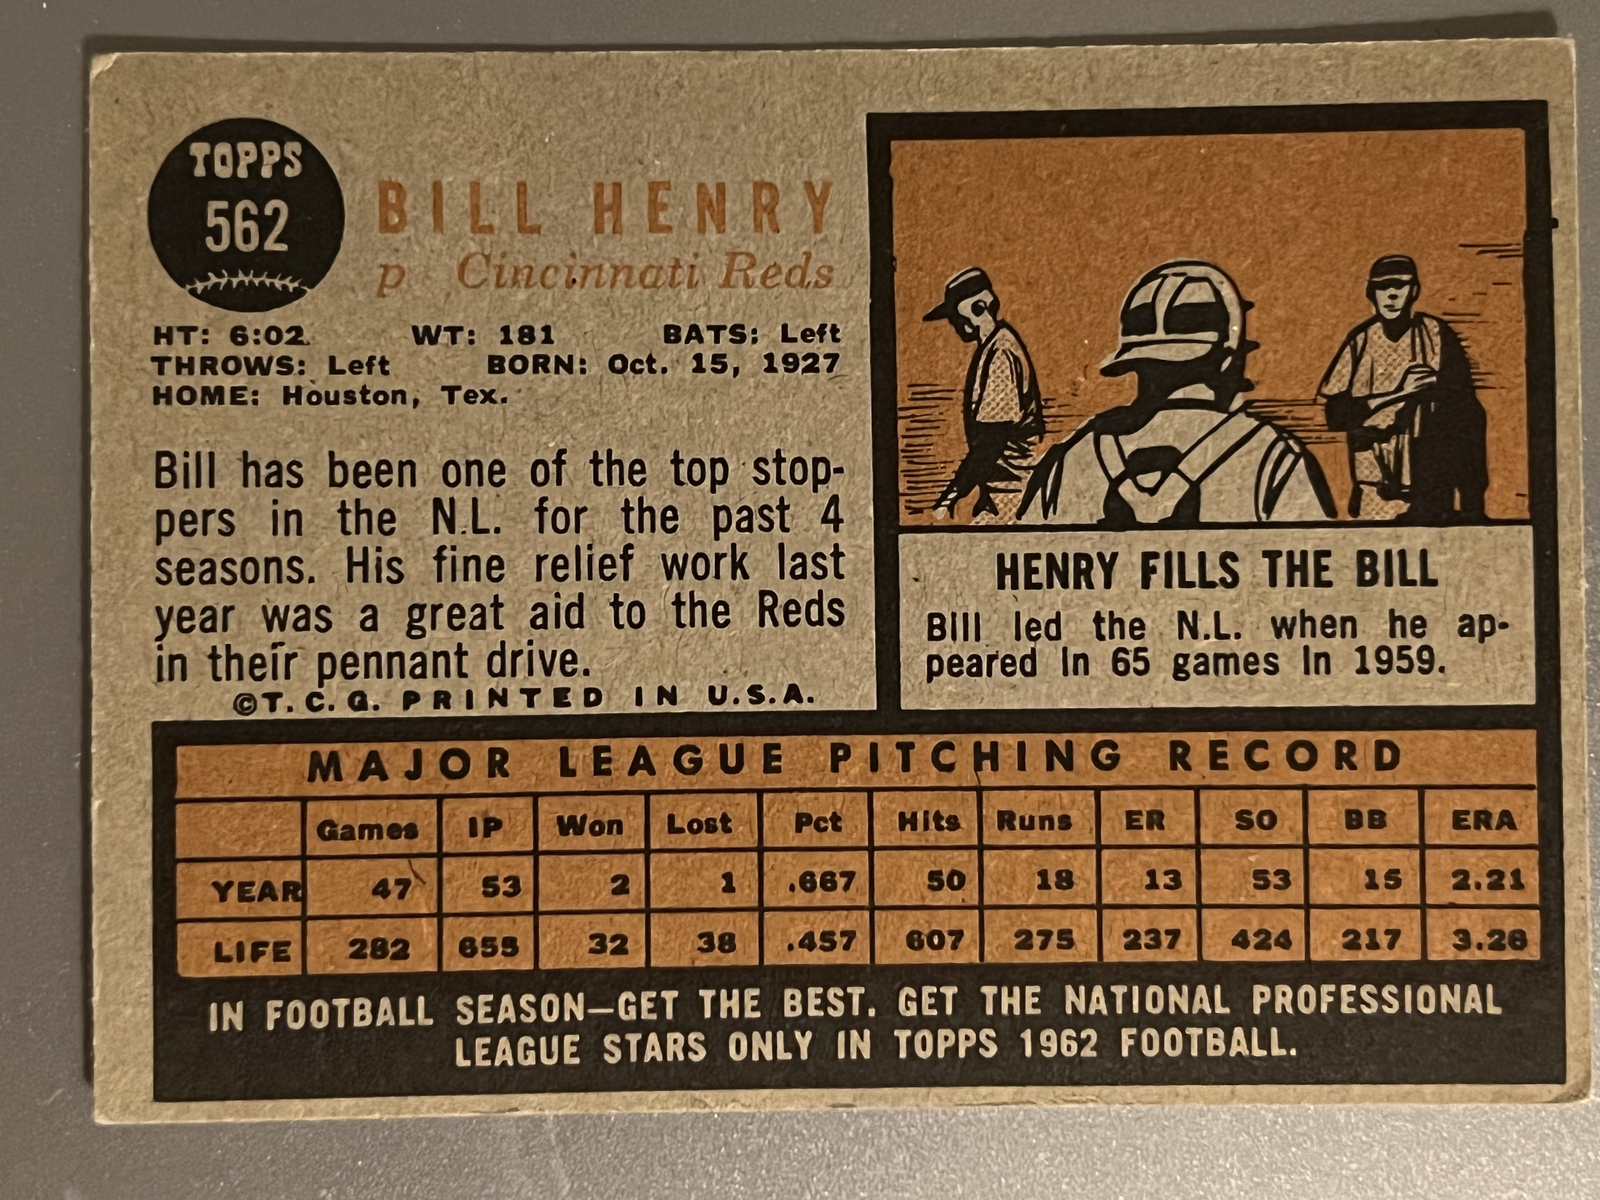 TOPPS
562
BILL HENRY
p Cincinnati Reds
HT: 6:02 WT: 181 BATS: Left
THROWS: Left BORN: Oct. 15, 1927
HOME: Houston, Tex.
Bill has been one of the top stop-
pers in the N.L. for the past 4
seasons. His fine relief work last
year was a great aid to the Reds
in their pennant drive.
©T. C. G. PRINTED IN U.S.A.
HENRY FILLS THE BILL
Bill led the N.L. when he ap-
peared in 65 games in 1959.
MAJOR LEAGUE PITCHING RECORD
Games IP Won Lost Pct Hits Runs ER SO BB ERA
YEAR 47 53 2 1 .667 50 18 13 53 15 2.21
LIFE 282 655 32 38 .457 607 275 237 424 217 3.26
IN FOOTBALL SEASON—GET THE BEST. GET THE NATIONAL PROFESSIONAL
LEAGUE STARS ONLY IN TOPPS 1962 FOOTBALL.